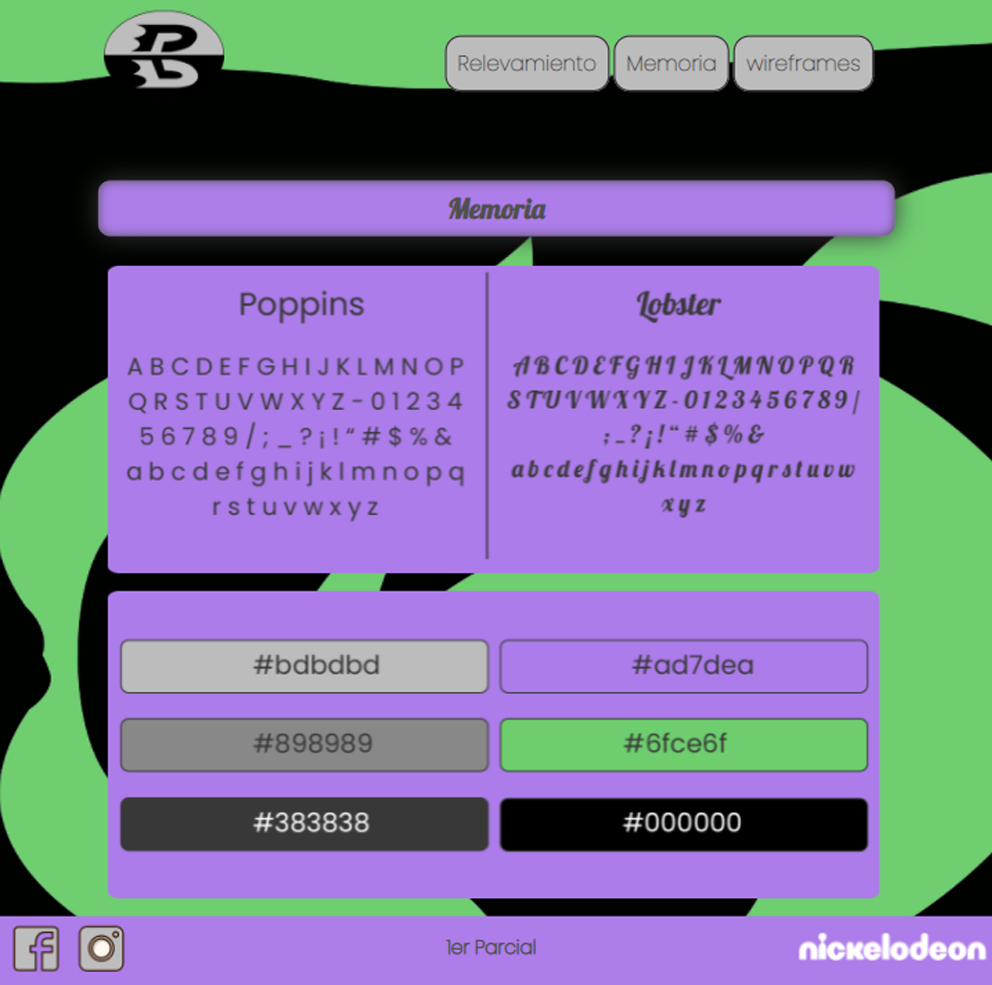 Relevamiento Memoria wireframes
Memoria
Poppins
A B C D E F G H I J K L M N O P
Q R S T U V W X Y Z - 0 1 2 3 4
5 6 7 8 9 / ; _ ? ¡ ! “ # $ % &
a b c d e f g h i j k l m n o p q
r s t u v w x y z
Lobster
A B C D E F G H I J K L M N O P Q R
S T U V W X Y Z - 0 1 2 3 4 5 6 7 8 9 /
; _ ? ¡ ! “ # $ % &
a b c d e f g h i j k l m n o p q r s t u v w
x y z
#bdbdbd
#ad7dea
#898989
#6fce6f
#383838
#000000
1er Parcial
nickelodeon